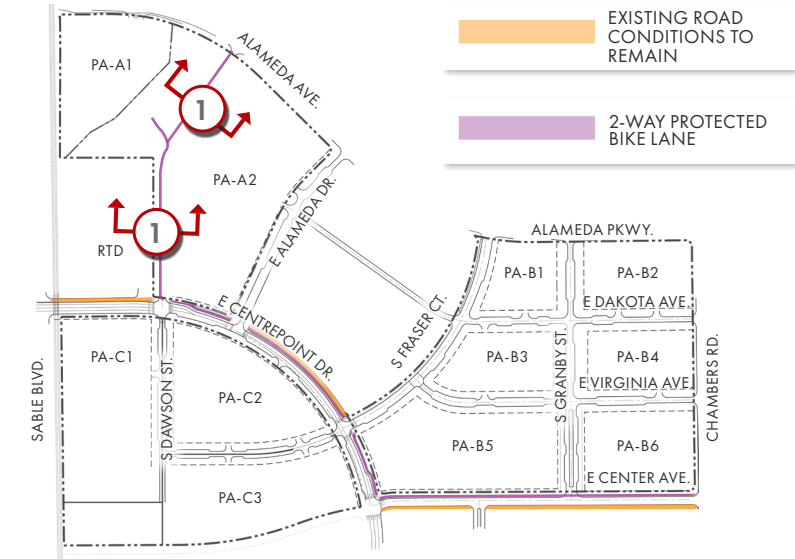 EXISTING ROAD
CONDITIONS TO
REMAIN
2-WAY PROTECTED
BIKE LANE
ALAMEDA AVE.
PA-A1
1
PA-A2
E ALAMEDA DR.
1
RTD
ALAMEDA PKWY.
PA-B1
PA-B2
E DAKOTA AVE.
E CENTREPOINT DR.
S FRASER CT.
S GRANBY ST.
PA-C1
PA-B3
PA-B4
E VIRGINIA AVE.
SABLE BLVD.
S DAWSON ST.
CHAMBERS RD.
PA-C2
PA-B5
PA-B6
E CENTER AVE.
PA-C3